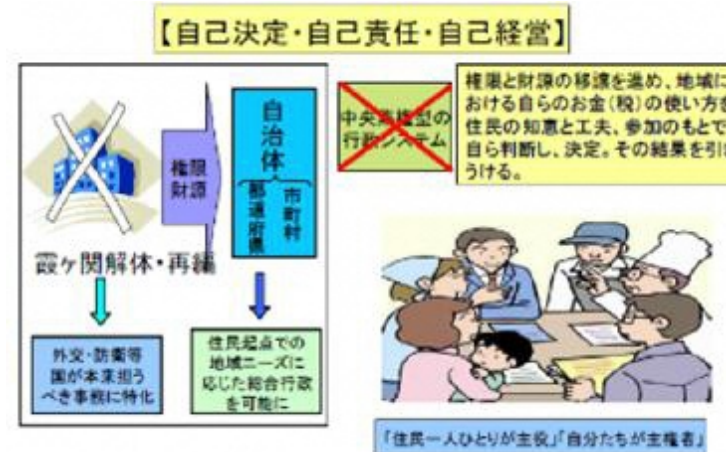 【自己決定・自己責任・自己経営】
権限
財源
自治体
都道府県
市町村
霞ヶ関解体・再編
外交・防衛等
国が本来担う
べき事務に特化
住民起点での
地域ニーズに
応じた総合行政
を可能に
中央集権型の
行政システム
権限と財源の移譲を進め、地域に
おける自らのお金(税)の使い方を
住民の知恵と工夫、参加のもとで
自ら判断し、決定。その結果を引き
うける。
「住民一人ひとりが主役」「自分たちが主権者」